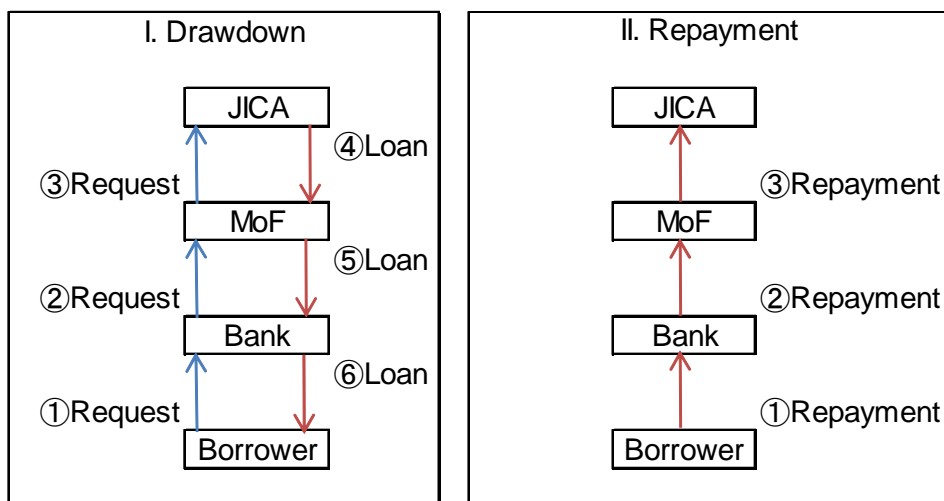 I. Drawdown
JICA
④Loan
③Request
MoF
⑤Loan
②Request
Bank
⑥Loan
①Request
Borrower
II. Repayment
JICA
③Repayment
MoF
②Repayment
Bank
①Repayment
Borrower